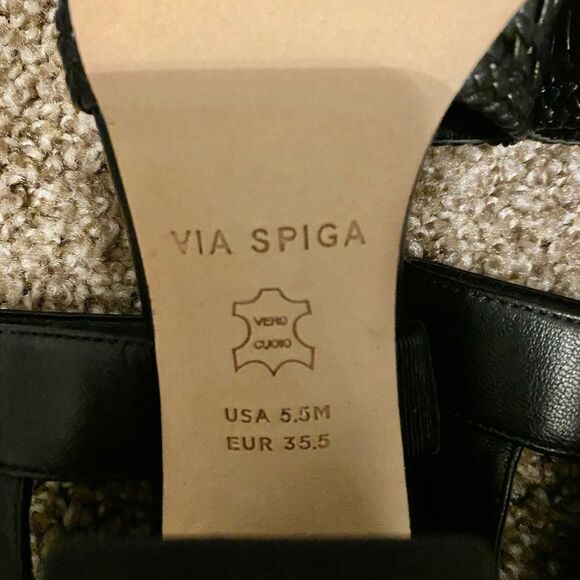 VIA SPIGA
VERO
CUOIO
USA 5.5M
EUR 35.5